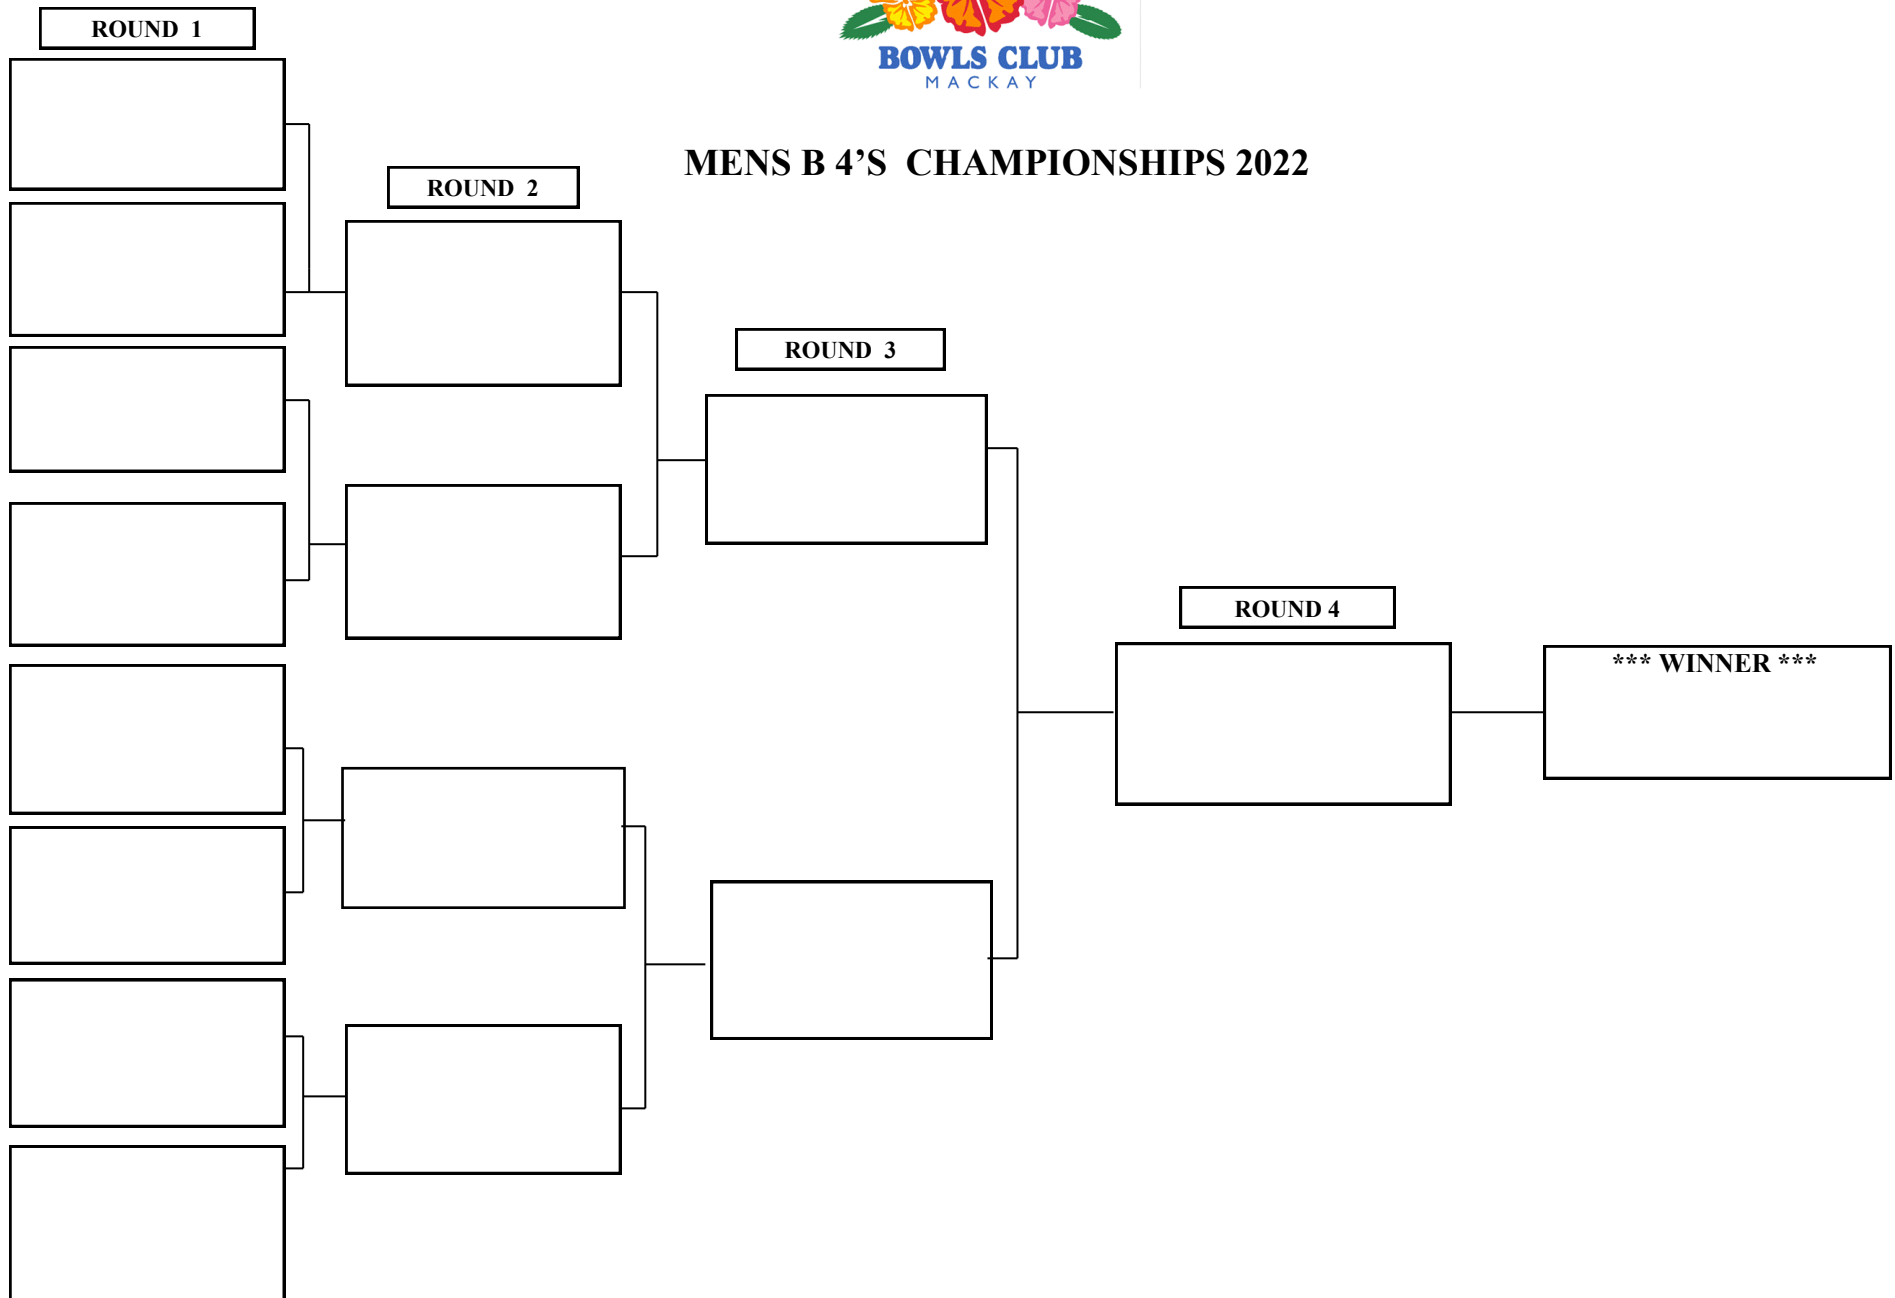 ROUND 1
BOWLS CLUB
MACKAY
MENS B 4’S CHAMPIONSHIPS 2022
ROUND 2
ROUND 3
ROUND 4
*** WINNER ***